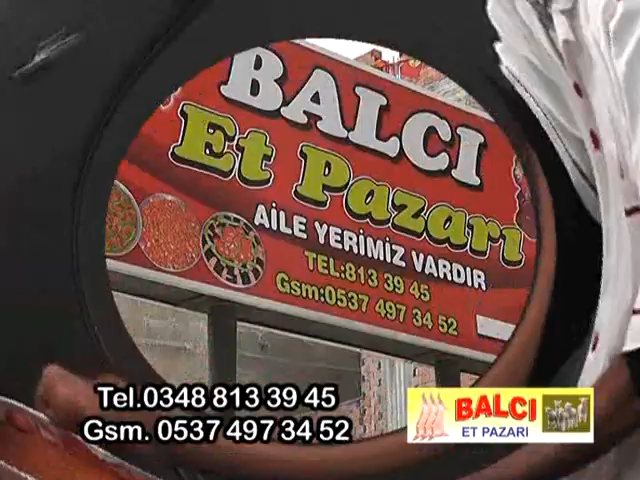 BALCI
Et Pazarı
AİLE YERİMİZ VARDIR
TEL:813 39 45
Gsm:0537 497 34 52
Tel.0348 813 39 45
Gsm. 0537 497 34 52
BALCI
ET PAZARI